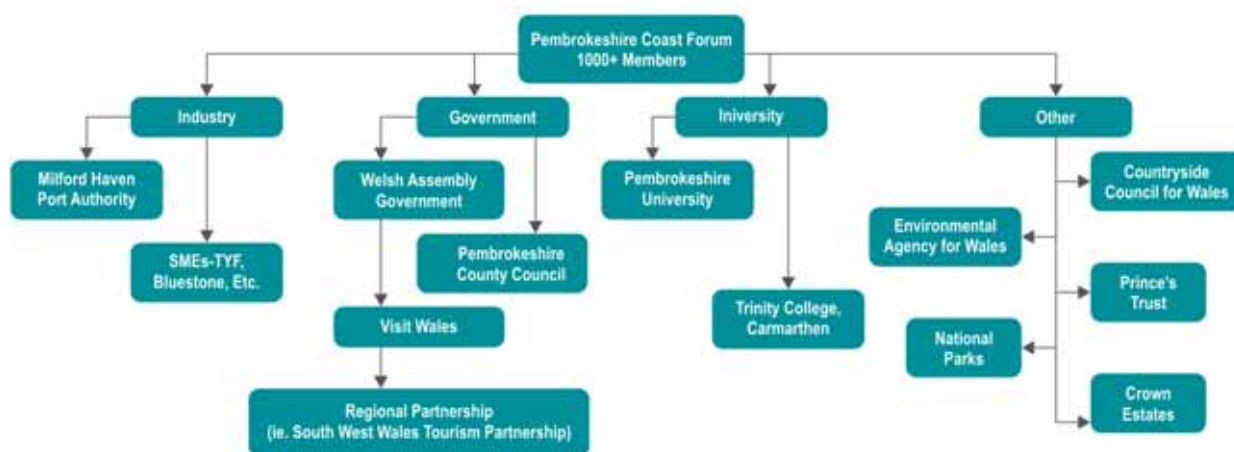 Pembrokeshire Coast Forum
1000+ Members
Industry
Government
Iniversity
Other
Milford Haven
Port Authority
SMEs-TYF,
Bluestone, Etc.
Welsh Assembly
Government
Pembrokeshire
County Council
Visit Wales
Regional Partnership
(ie. South West Wales Tourism Partnership)
Pembrokeshire
University
Trinity College,
Carmarthen
Countryside
Council for Wales
Environmental
Agency for Wales
Prince's
Trust
National
Parks
Crown
Estates